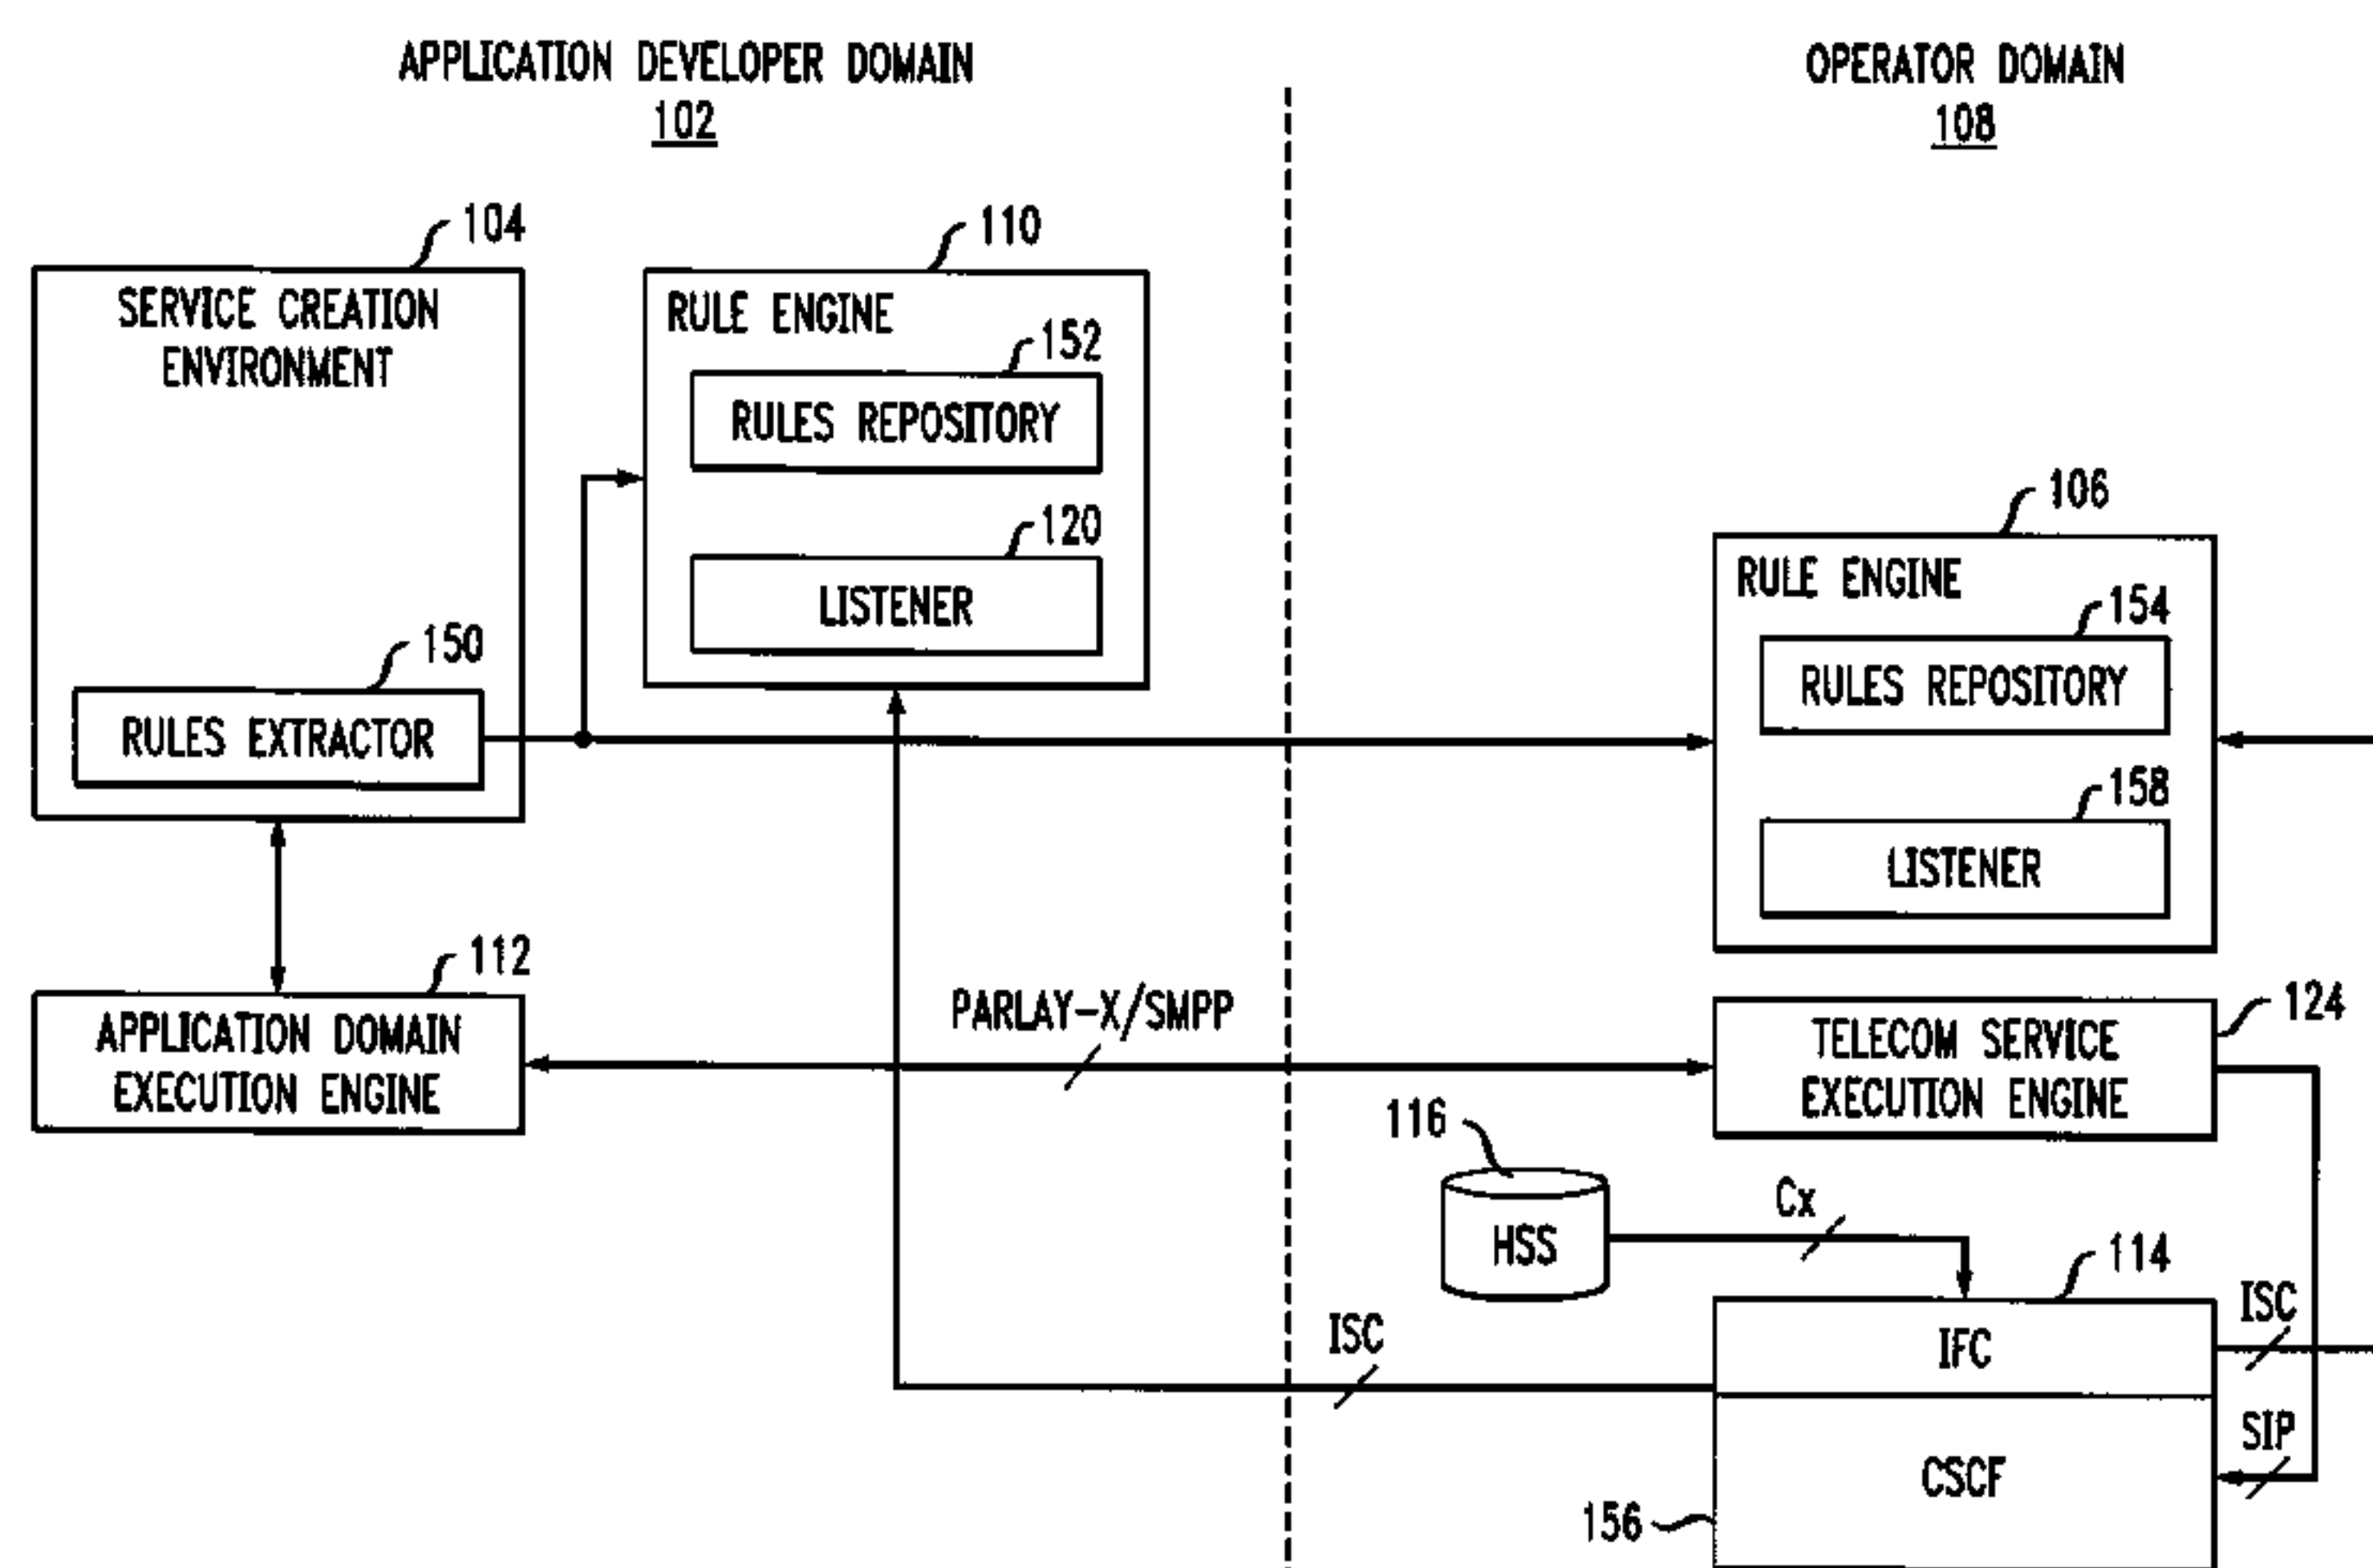 APPLICATION DEVELOPER DOMAIN
102
OPERATOR DOMAIN
108
104
SERVICE CREATION
ENVIRONMENT
150
RULES EXTRACTOR
110
RULE ENGINE
152
RULES REPOSITORY
120
LISTENER
106
RULE ENGINE
154
RULES REPOSITORY
158
LISTENER
112
APPLICATION DOMAIN
EXECUTION ENGINE
PARLAY-X/SMPP
124
TELECOM SERVICE
EXECUTION ENGINE
116
HSS
Cx
114
IFC
ISC
ISC
SIP
CSCF
156